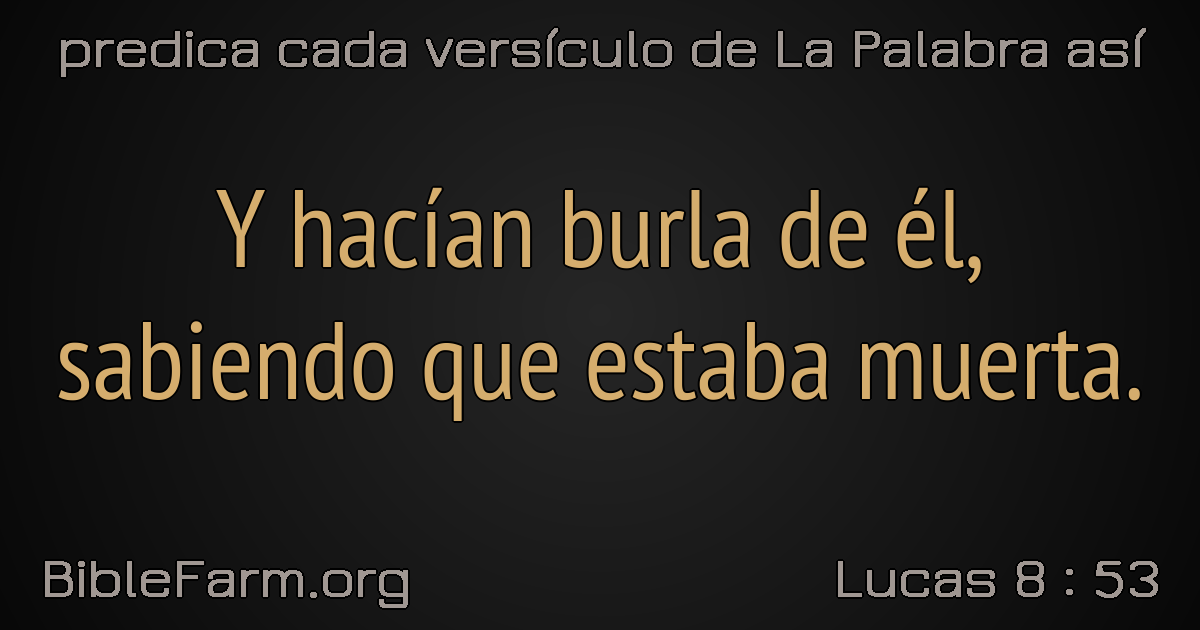 predica cada versículo de La Palabra así
Y hacían burla de él,
sabiendo que estaba muerta.
BibleFarm.org
Lucas 8 : 53